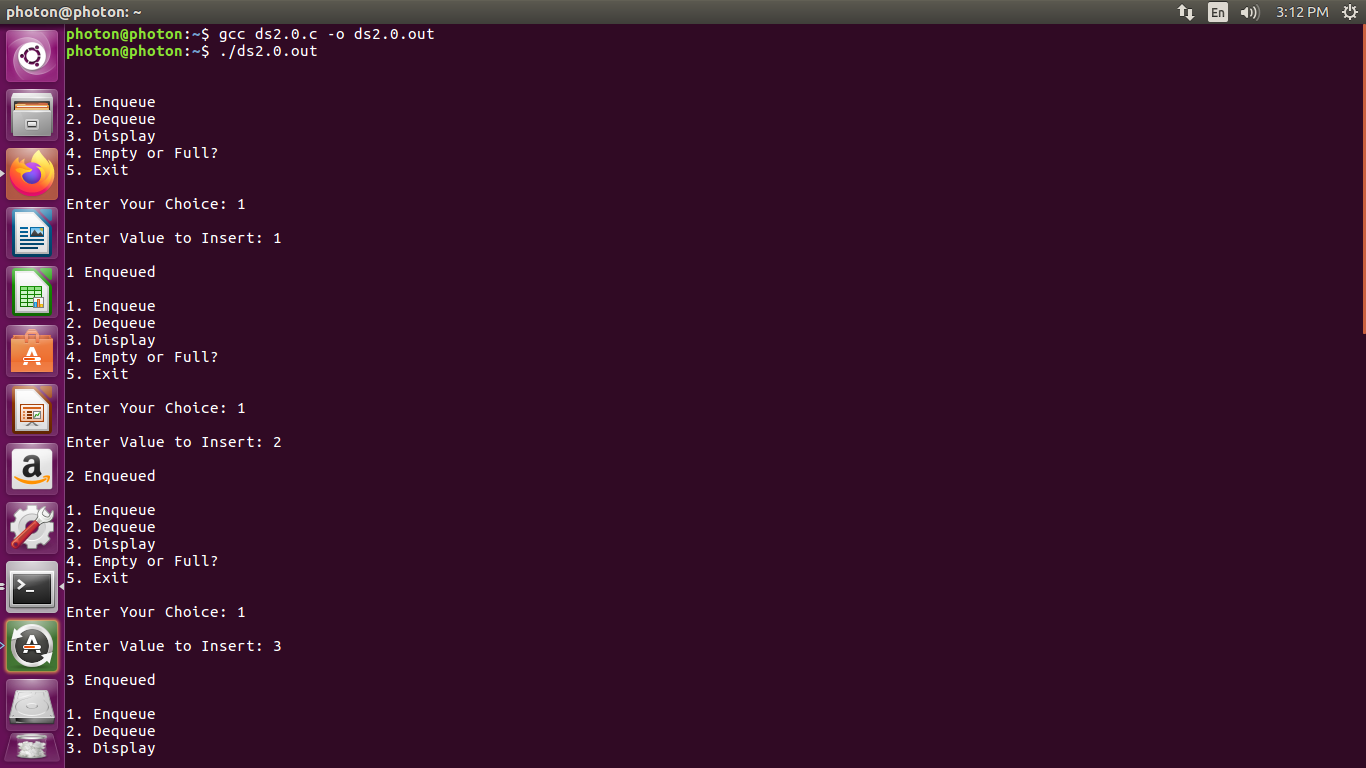 photon@photon: ~
En
3:12 PM
photon@photon:~$ gcc ds2.0.c -o ds2.0.out
photon@photon:~$ ./ds2.0.out
1. Enqueue
2. Dequeue
3. Display
4. Empty or Full?
5. Exit
Enter Your Choice: 1
Enter Value to Insert: 1
1 Enqueued
1. Enqueue
2. Dequeue
3. Display
4. Empty or Full?
5. Exit
Enter Your Choice: 1
Enter Value to Insert: 2
2 Enqueued
1. Enqueue
2. Dequeue
3. Display
4. Empty or Full?
5. Exit
Enter Your Choice: 1
Enter Value to Insert: 3
3 Enqueued
1. Enqueue
2. Dequeue
3. Display